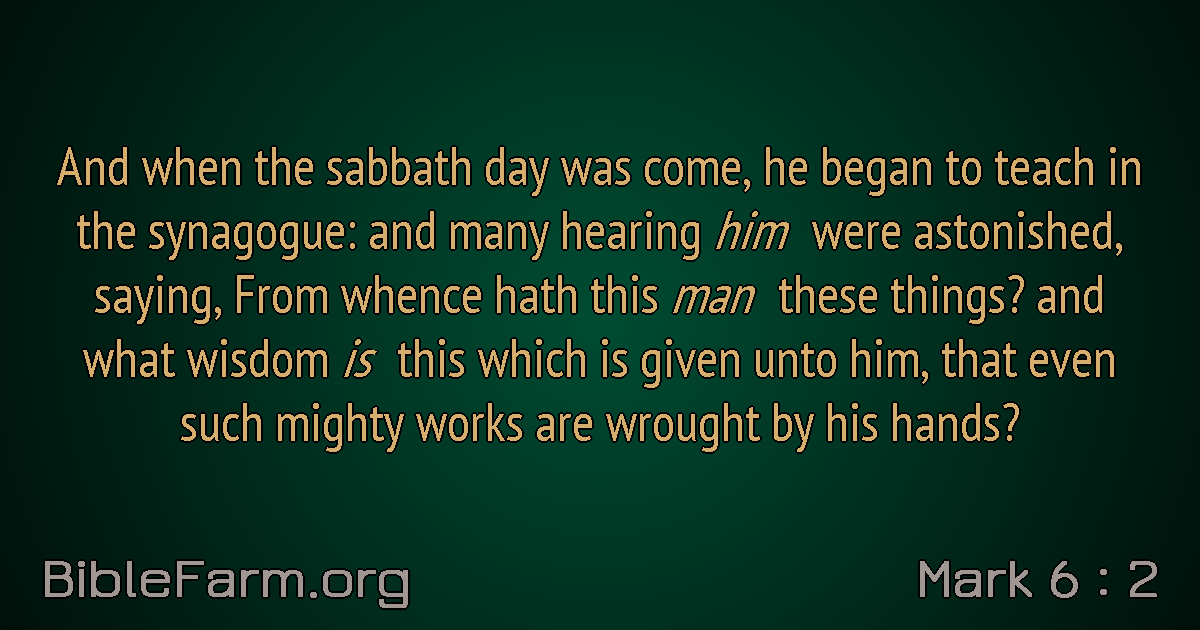 And when the sabbath day was come, he began to teach in
the synagogue: and many hearing him were astonished,
saying, From whence hath this man these things? and
what wisdom is this which is given unto him, that even
such mighty works are wrought by his hands?
BibleFarm.org
Mark 6 : 2